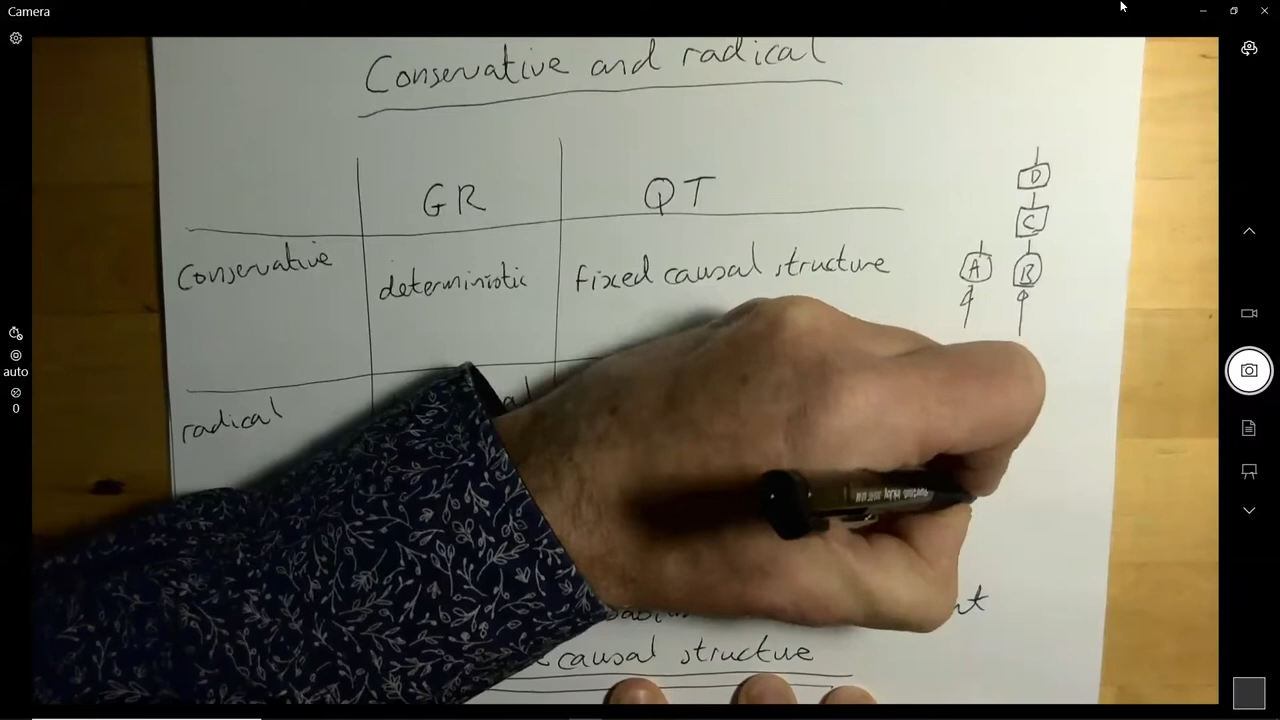 Camera
Conservative and radical
GR QT
D
C
A B
Conservative deterministic fixed causal structure
radical
causal structure
auto
0